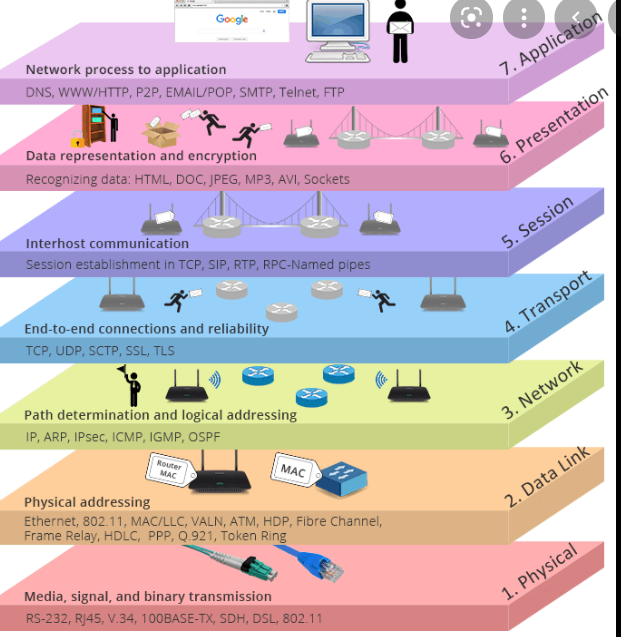 Google
7. Application
Network process to application
DNS, WWW/HTTP, P2P, EMAIL/POP, SMTP, Telnet, FTP
6. Presentation
Data representation and encryption
Recognizing data: HTML, DOC, JPEG, MP3, AVI, Sockets
5. Session
Interhost communication
Session establishment in TCP, SIP, RTP, RPC-Named pipes
4. Transport
End-to-end connections and reliability
TCP, UDP, SCTP, SSL, TLS
3. Network
Path determination and logical addressing
IP, ARP, IPsec, ICMP, IGMP, OSPF
Router
MAC
MAC
2. Data Link
Physical addressing
Ethernet, 802.11, MAC/LLC, VALN, ATM, HDP, Fibre Channel,
Frame Relay, HDLC, PPP, Q.921, Token Ring
1. Physical
Media, signal, and binary transmission
RS-232, RJ45, V.34, 100BASE-TX, SDH, DSL, 802.11